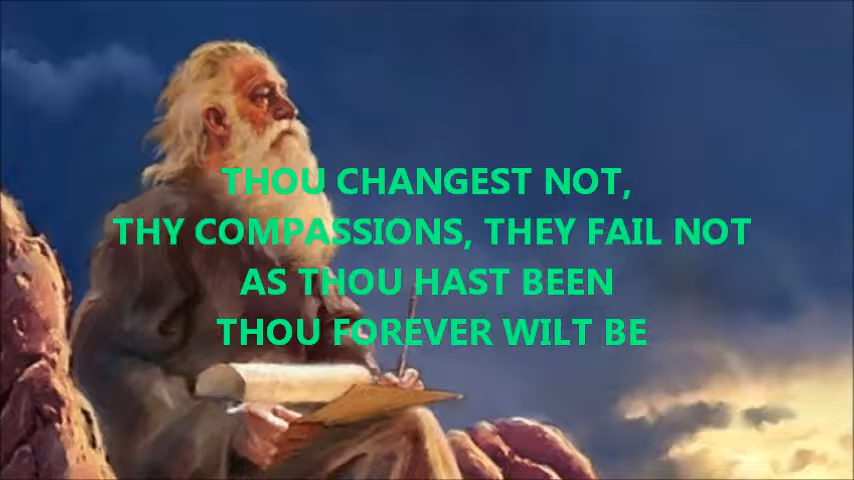 THOU CHANGEST NOT,
THY COMPASSIONS, THEY FAIL NOT
AS THOU HAST BEEN
THOU FOREVER WILT BE